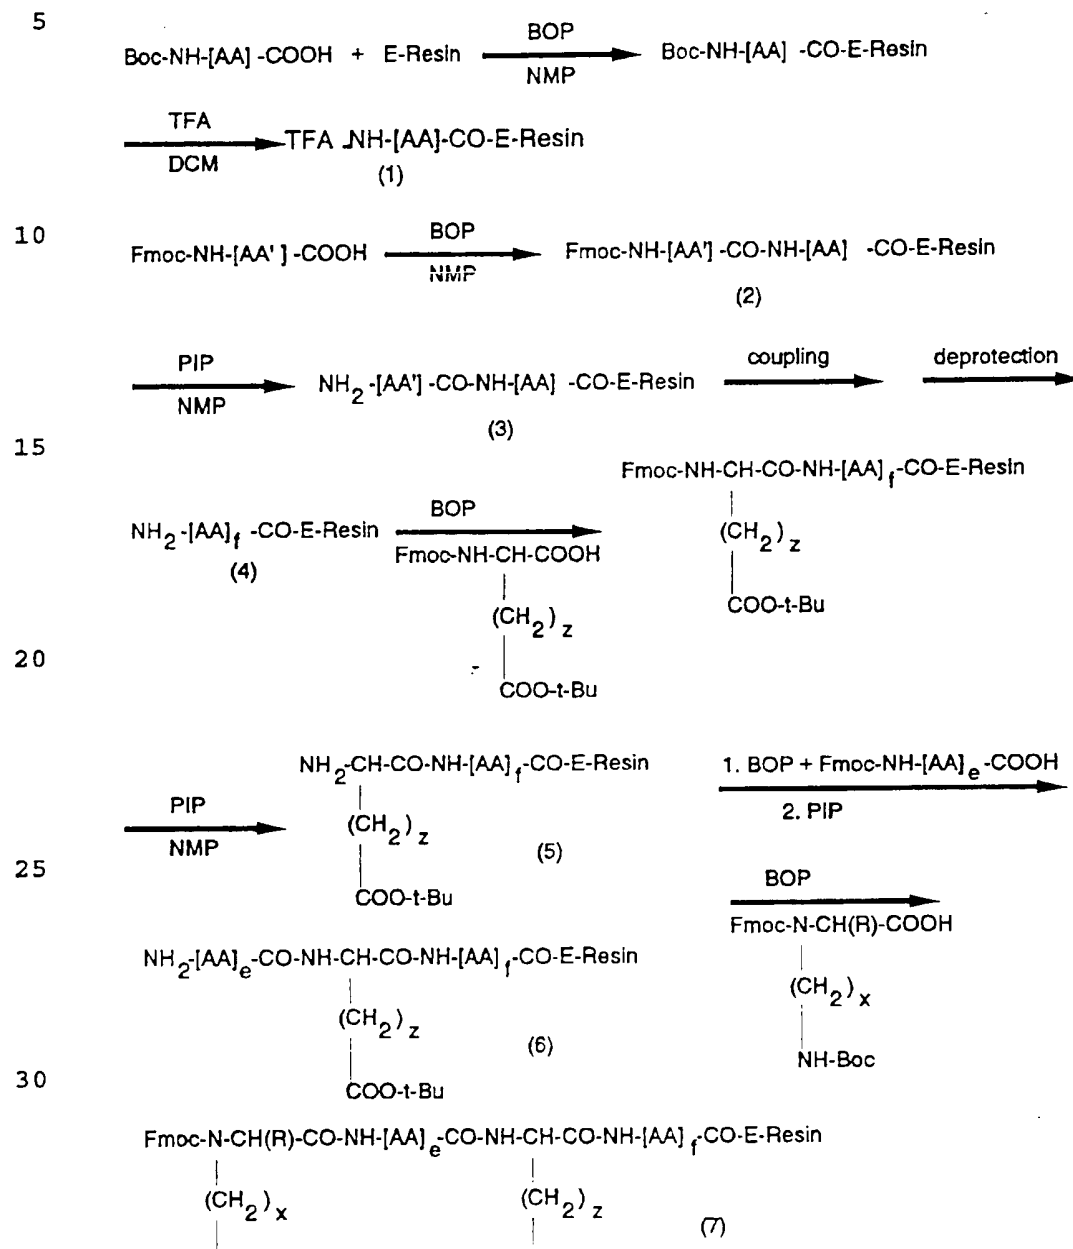 5
Boc-NH-[AA] -COOH + E-Resin BOP NMP Boc-NH-[AA] -CO-E-Resin
TFA DCM TFA .NH-[AA]-CO-E-Resin
(1)
10
Fmoc-NH-[AA' ] -COOH BOP NMP Fmoc-NH-[AA'] -CO-NH-[AA] -CO-E-Resin
(2)
PIP NMP NH2-[AA'] -CO-NH-[AA] -CO-E-Resin coupling deprotection
(3)
15
Fmoc-NH-CH-CO-NH-[AA]f-CO-E-Resin
(CH2)z
COO-t-Bu
NH2-[AA]f -CO-E-Resin BOP
(4)
Fmoc-NH-CH-COOH
(CH2)z
COO-t-Bu
20
NH2-CH-CO-NH-[AA]f-CO-E-Resin
PIP NMP
(CH2)z
(5)
COO-t-Bu
1. BOP + Fmoc-NH-[AA]e-COOH
2. PIP
25
BOP
Fmoc-N-CH(R)-COOH
(CH2)x
NH-Boc
NH2-[AA]e-CO-NH-CH-CO-NH-[AA]f-CO-E-Resin
(CH2)z
(6)
COO-t-Bu
30
Fmoc-N-CH(R)-CO-NH-[AA]e-CO-NH-CH-CO-NH-[AA]f-CO-E-Resin
(CH2)x (CH2)z
(7)